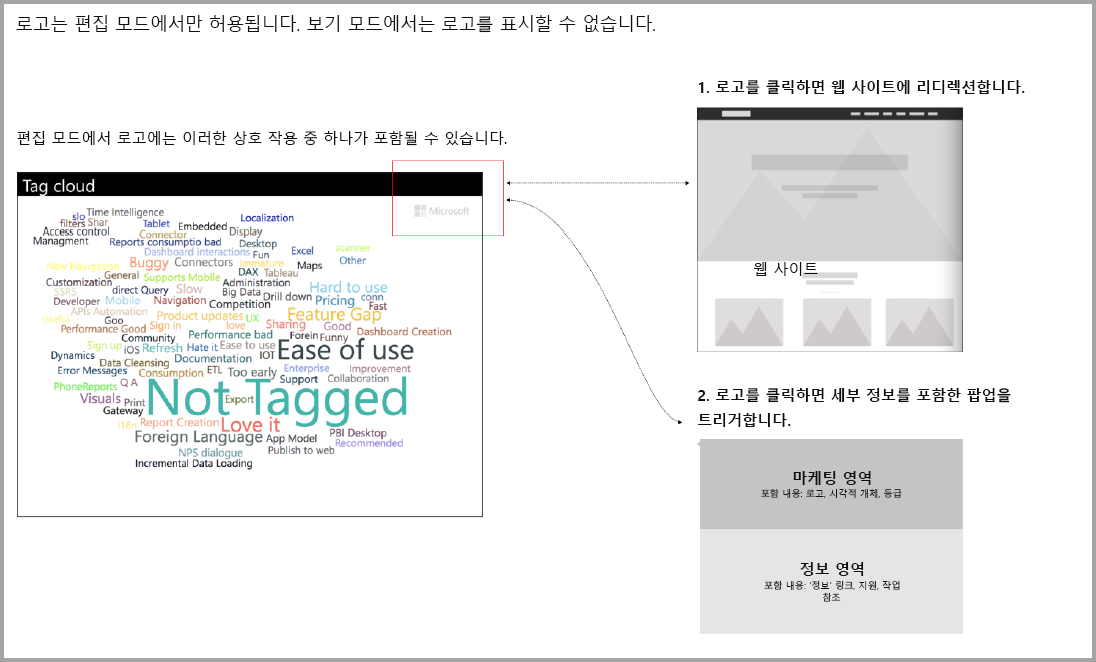 로고는 편집 모드에서만 허용됩니다. 보기 모드에서는 로고를 표시할 수 없습니다.
편집 모드에서 로고에는 이러한 상호 작용 중 하나가 포함될 수 있습니다.
Tag cloud
Microsoft
Time Intelligence
slo
filters Shar
Tablet
Localization
Access control
Connector
Embedded
Display
Managment
Reports consumptio bad
Desktop
Dashboard interactions
Fun
Excel
scanner
New Navigation
Buggy
Connectors
Immature
Maps
Other
General
Supports Mobile
DAX
Tableau
Customization
Administration
SSRS
direct Query
Slow
Big Data
Drill down
Hard to use
Developer
Mobile
Navigation
Competition
Pricing
conn
APIs Automation
Product updates
UX
Feature Gap
Fast
Useful
Goo
Sign in
love
Sharing
Good
Performance Good
Community
Performance bad
Forein
Funny
Dashboard Creation
Sign up
iOS
Refresh
Hate it
Ease to use
Ease of use
Dynamics
Data Cleansing
Documentation
IOT
Error Messages
Consumption
ETL
Too early
Enterprise
Improvement
PhoneReports
Q A
Support
Collaboration
Visuals
Print
Not Tagged
Export
Gateway
i18n
Report Creation
Love it
Foreign Language
App Model
PBI Desktop
Recommended
NPS dialogue
Publish to web
Incremental Data Loading
1. 로고를 클릭하면 웹 사이트에 리디렉션합니다.
웹 사이트
2. 로고를 클릭하면 세부 정보를 포함한 팝업을
트리거합니다.
마케팅 영역
포함 내용: 로고, 시각적 개체, 등급
정보 영역
포함 내용: '정보' 링크, 지원, 작업
참조